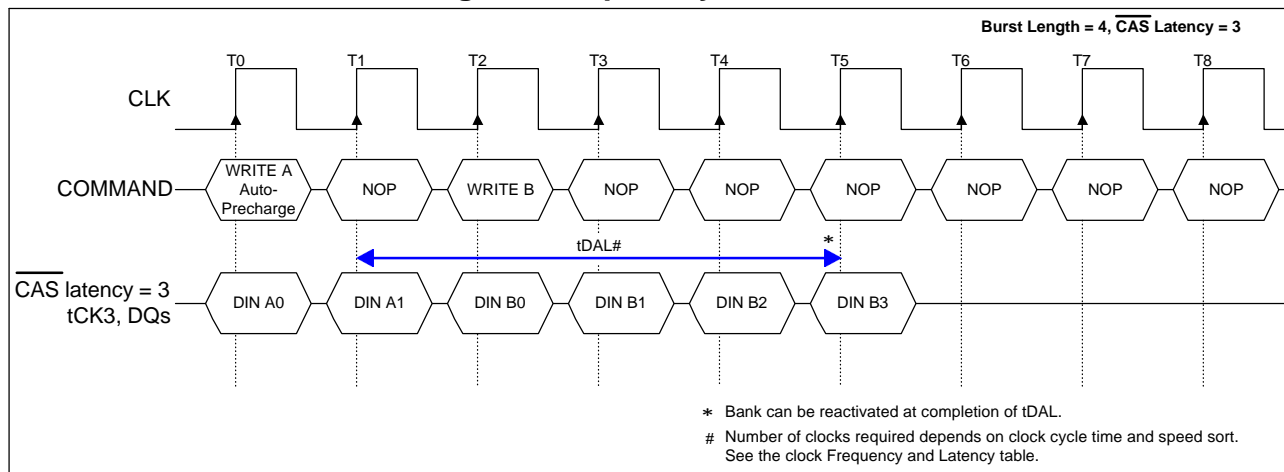 Burst Length = 4, CAS Latency = 3
T0 T1 T2 T3 T4 T5 T6 T7 T8
CLK
COMMAND
WRITE A
Auto-
Precharge
NOP
WRITE B
NOP
NOP
NOP
NOP
NOP
NOP
tDAL#
*
CAS latency = 3
tCK3, DQs
DIN A0
DIN A1
DIN B0
DIN B1
DIN B2
DIN B3
* Bank can be reactivated at completion of tDAL.
# Number of clocks required depends on clock cycle time and speed sort.
See the clock Frequency and Latency table.